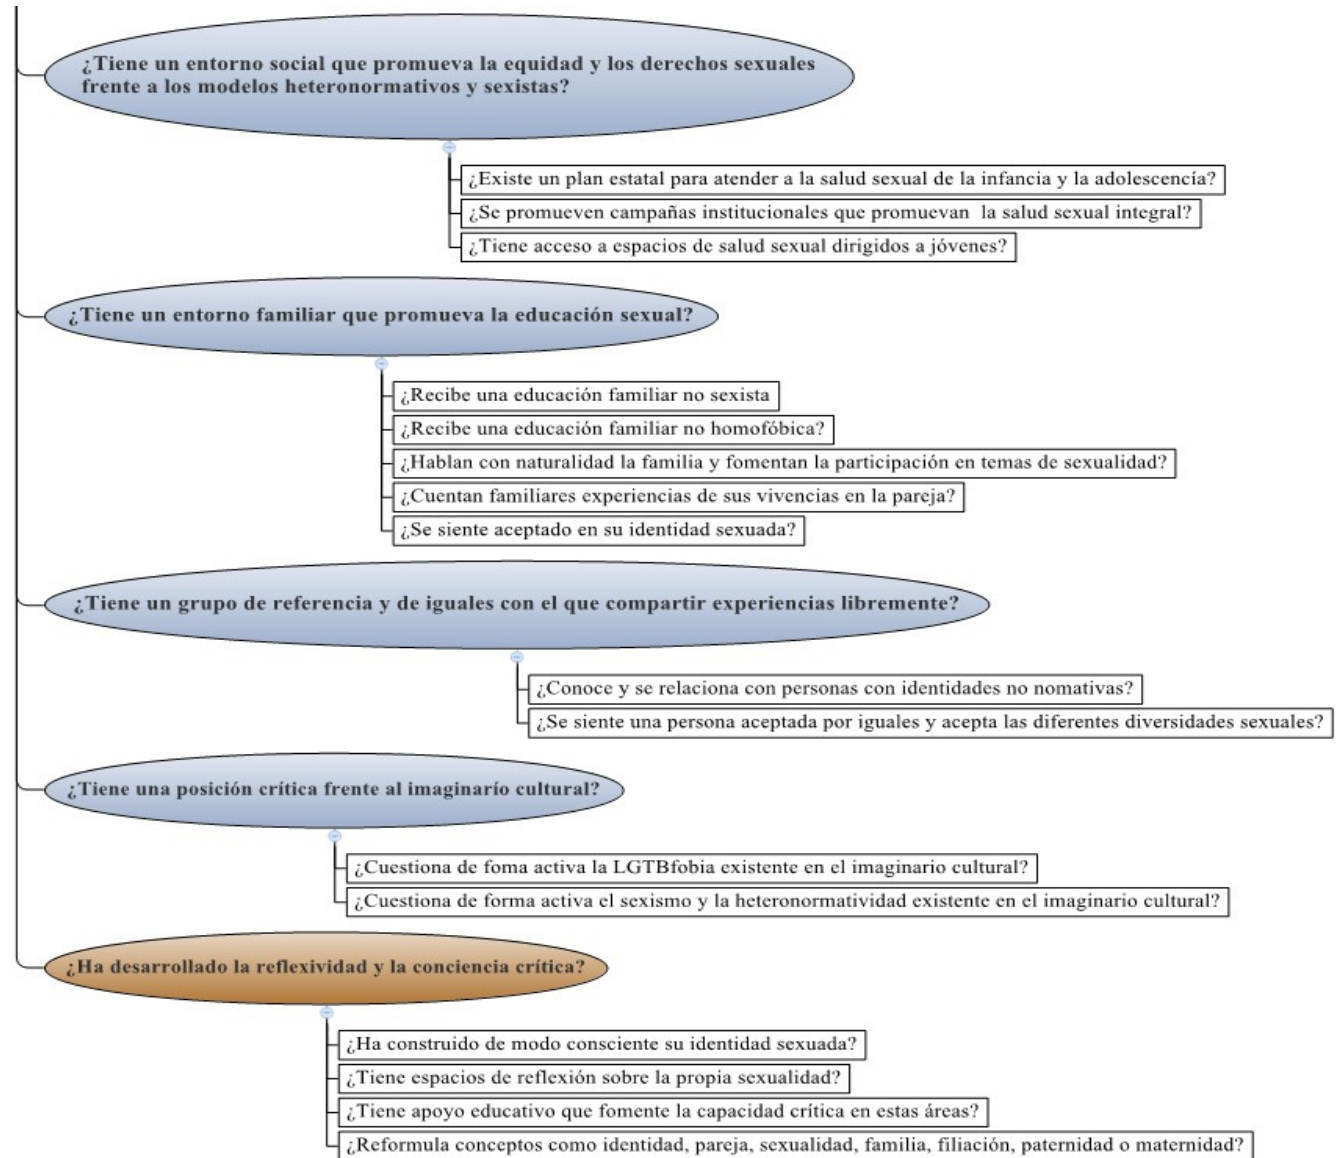 ¿Tiene un entorno social que promueva la equidad y los derechos sexuales
frente a los modelos heteronormativos y sexistas?
¿Existe un plan estatal para atender a la salud sexual de la infancia y la adolescencía?
¿Se promueven campañas institucionales que promuevan  la salud sexual integral?
¿Tiene acceso a espacios de salud sexual dirigidos a jóvenes?
¿Tiene un entorno familiar que promueva la educación sexual?
¿Recibe una educación familiar no sexista
¿Recibe una educación familiar no homofóbica?
¿Hablan con naturalidad la familia y fomentan la participación en temas de sexualidad?
¿Cuentan familiares experiencias de sus vivencias en la pareja?
¿Se siente aceptado en su identidad sexuada?
¿Tiene un grupo de referencia y de iguales con el que compartir experiencias libremente?
¿Conoce y se relaciona con personas con identidades no nomativas?
¿Se siente una persona aceptada por iguales y acepta las diferentes diversidades sexuales?
¿Tiene una posición crítica frente al imaginarío cultural?
¿Cuestiona de foma activa la LGTBfobia existente en el imaginario cultural?
¿Cuestiona de forma activa el sexismo y la heteronormatividad existente en el imaginario cultural?
¿Ha desarrollado la reflexividad y la conciencia crítica?
¿Ha construido de modo consciente su identidad sexuada?
¿Tiene espacios de reflexión sobre la propia sexualidad?
¿Tiene apoyo educativo que fomente la capacidad crítica en estas áreas?
¿Reformula conceptos como identidad, pareja, sexualidad, familia, filiación, paternidad o maternidad?